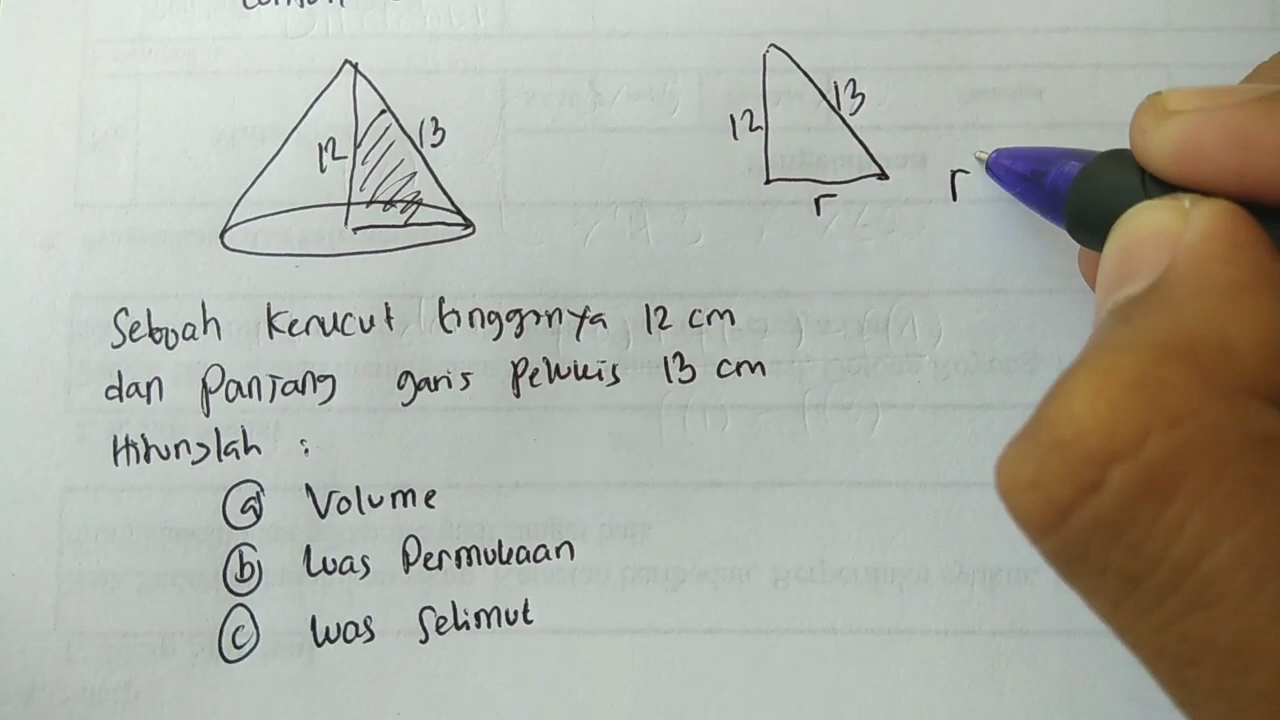 12
13
12
13
r
r
Sebuah Kerucut tingginya 12 cm
dan Panjang garis Pelukis 13 cm
Hitunglah :
a Volume
b Luas Permukaan
c Luas Selimut